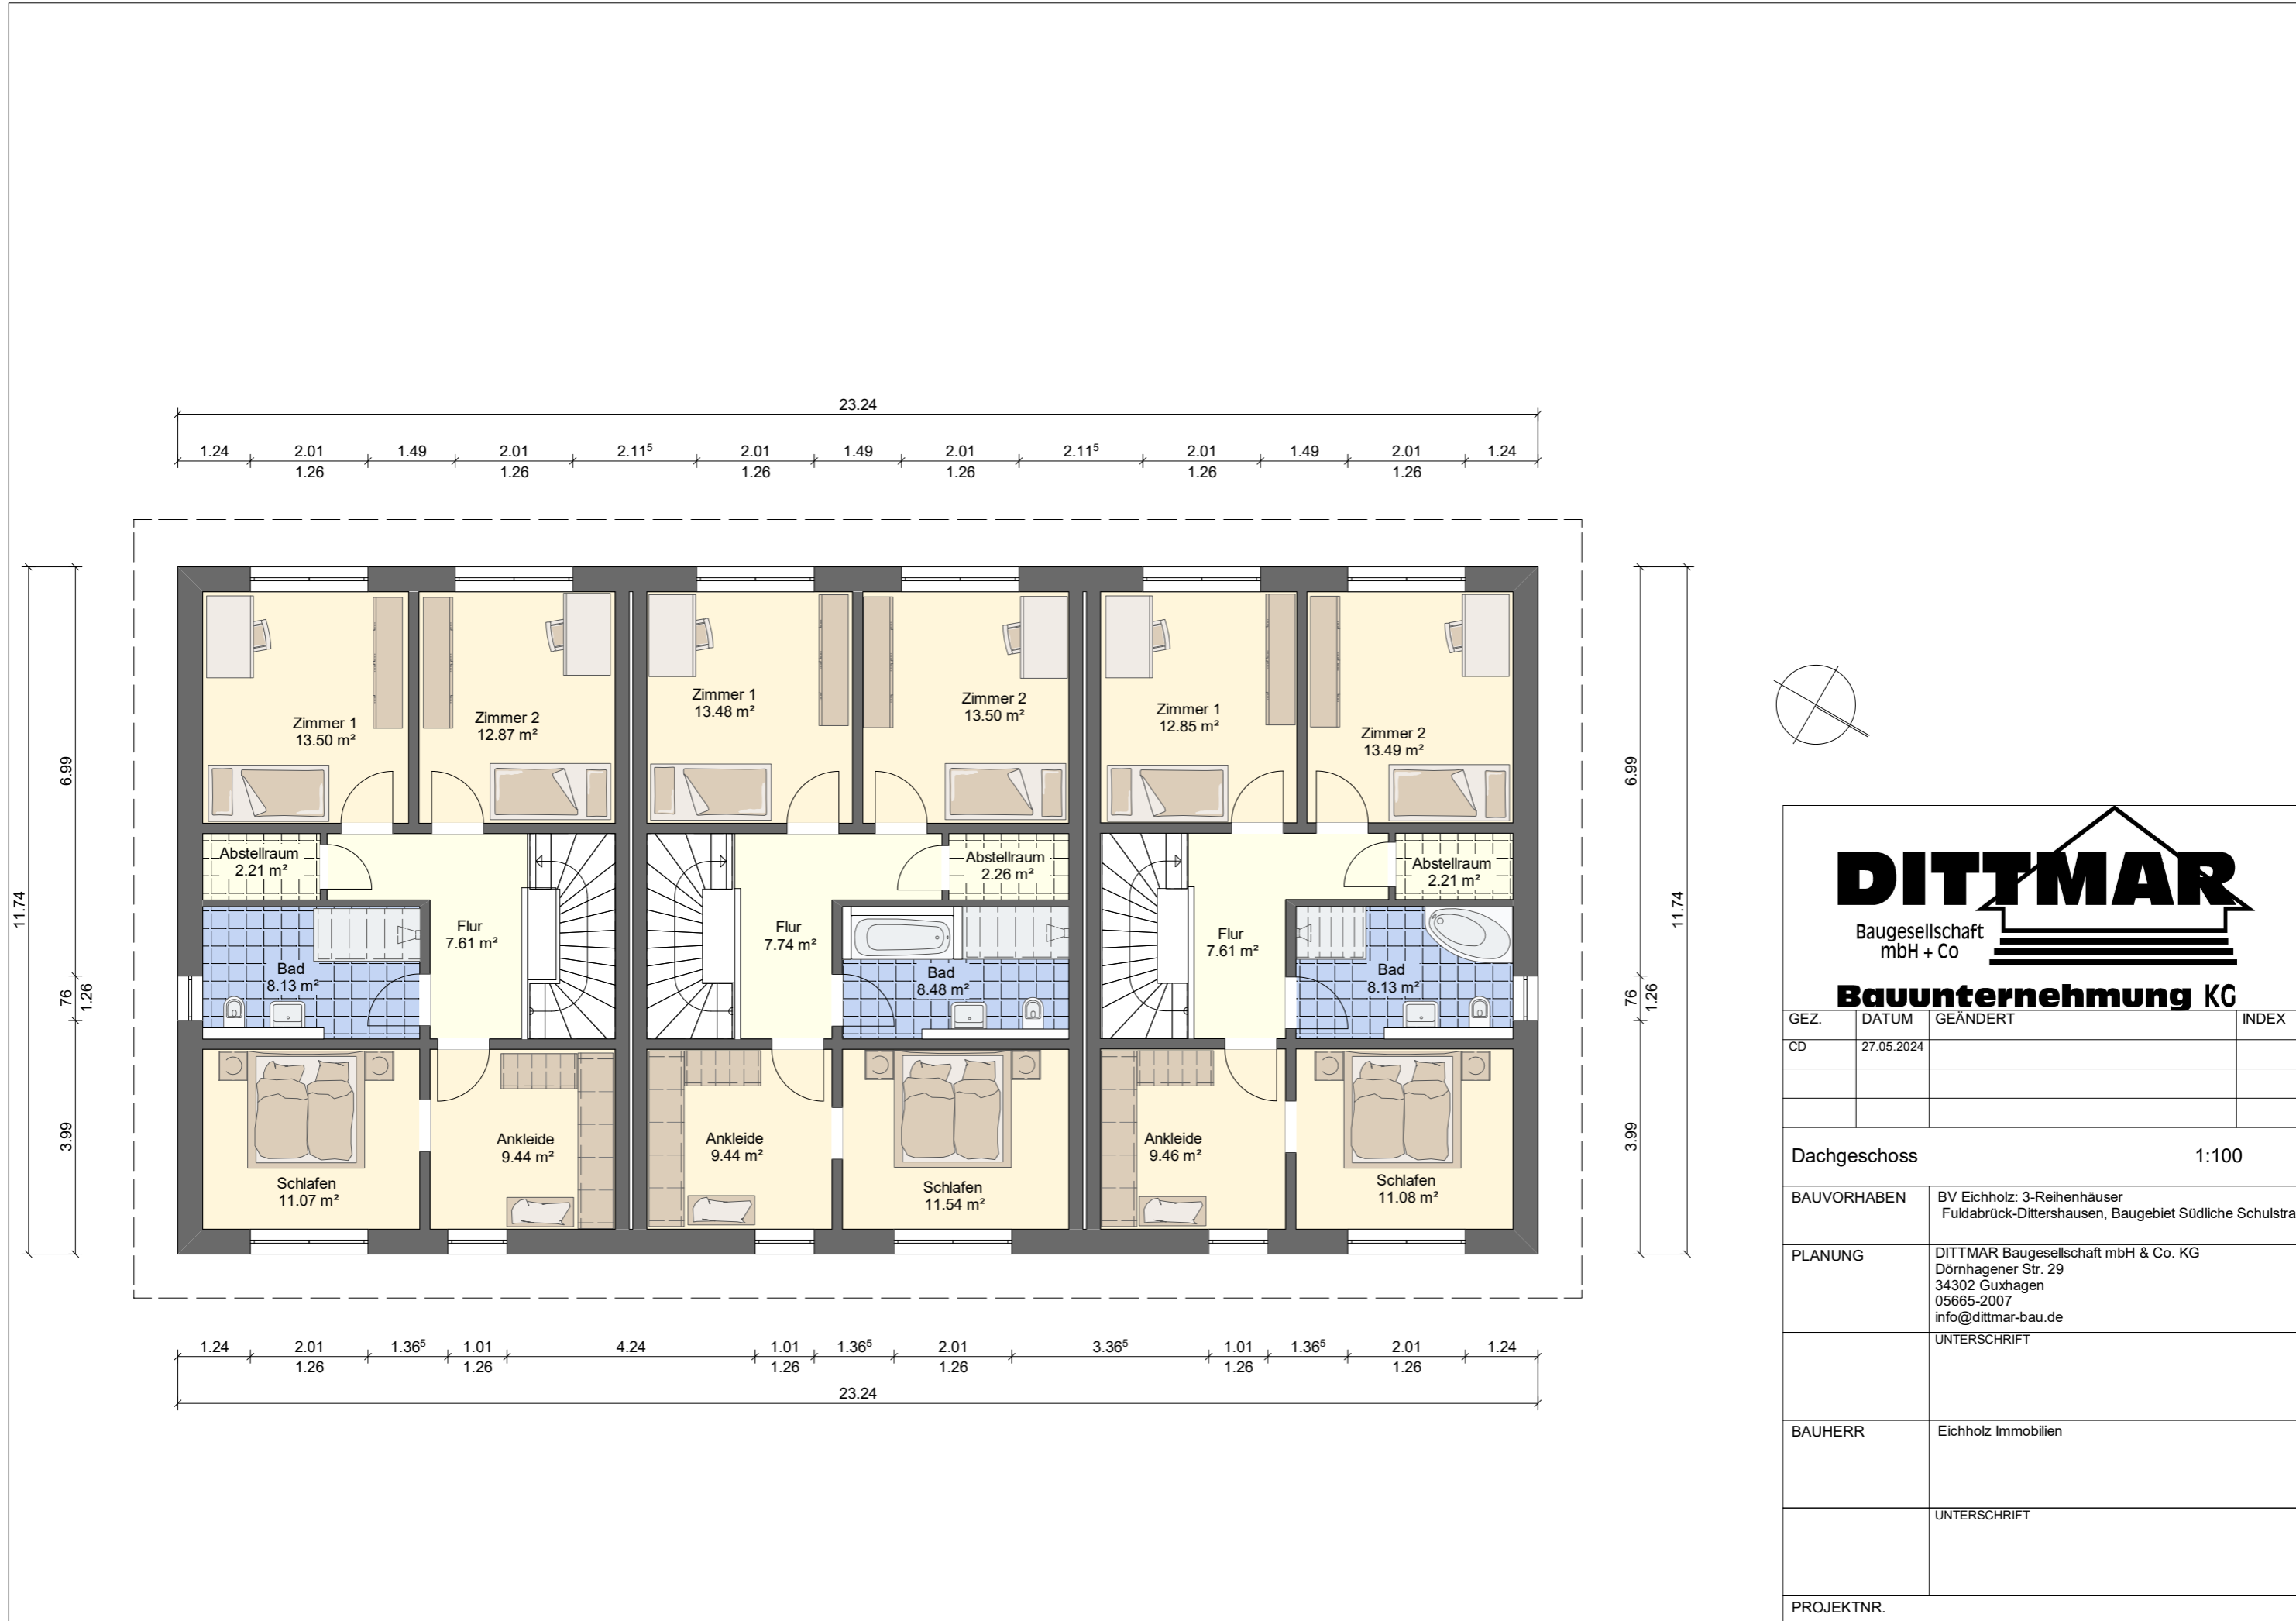 23.24
1.24 2.01 1.49 2.01 2.11⁵ 2.01 1.49 2.01 2.11⁵ 2.01 1.49 2.01 1.24
1.26 1.26 1.26 1.26 1.26 1.26
11.74
6.99
76
1.26
3.99
Zimmer 1
13.50 m²
Zimmer 2
12.87 m²
Zimmer 1
13.48 m²
Zimmer 2
13.50 m²
Zimmer 1
12.85 m²
Zimmer 2
13.49 m²
Abstellraum
2.21 m²
Flur
7.61 m²
Bad
8.13 m²
Flur
7.74 m²
Abstellraum
2.26 m²
Bad
8.48 m²
Flur
7.61 m²
Abstellraum
2.21 m²
Bad
8.13 m²
Schlafen
11.07 m²
Ankleide
9.44 m²
Ankleide
9.44 m²
Schlafen
11.54 m²
Ankleide
9.46 m²
Schlafen
11.08 m²
6.99
76
1.26
3.99
11.74
1.24 2.01 1.36⁵ 1.01 4.24 1.01 1.36⁵ 2.01 3.36⁵ 1.01 1.36⁵ 2.01 1.24
1.26 1.26 1.26 1.26 1.26 1.26
23.24
DITTMAR
Baugesellschaft
mbH + Co
Bauunternehmung KG
GEZ. DATUM GEÄNDERT INDEX
CD 27.05.2024
Dachgeschoss 1:100
BAUVORHABEN BV Eichholz: 3-Reihenhäuser
Fuldabrück-Dittershausen, Baugebiet Südliche Schulstra
PLANUNG DITTMAR Baugesellschaft mbH & Co. KG
Dörnhagener Str. 29
34302 Guxhagen
05665-2007
info@dittmar-bau.de
UNTERSCHRIFT
BAUHERR Eichholz Immobilien
UNTERSCHRIFT
PROJEKTNR.